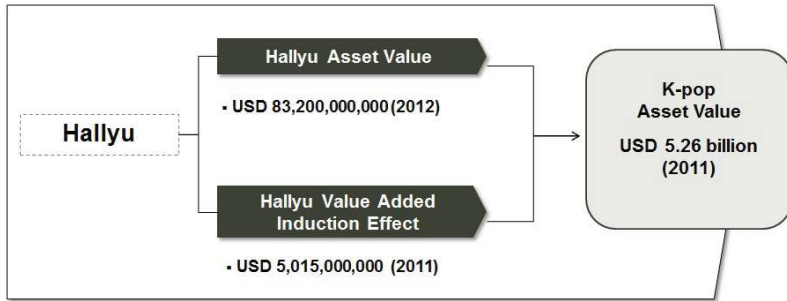 Hallyu
Hallyu Asset Value
- USD 83,200,000,000 (2012)
Hallyu Value Added
Induction Effect
- USD 5,015,000,000 (2011)
K-pop
Asset Value
USD 5.26 billion
(2011)